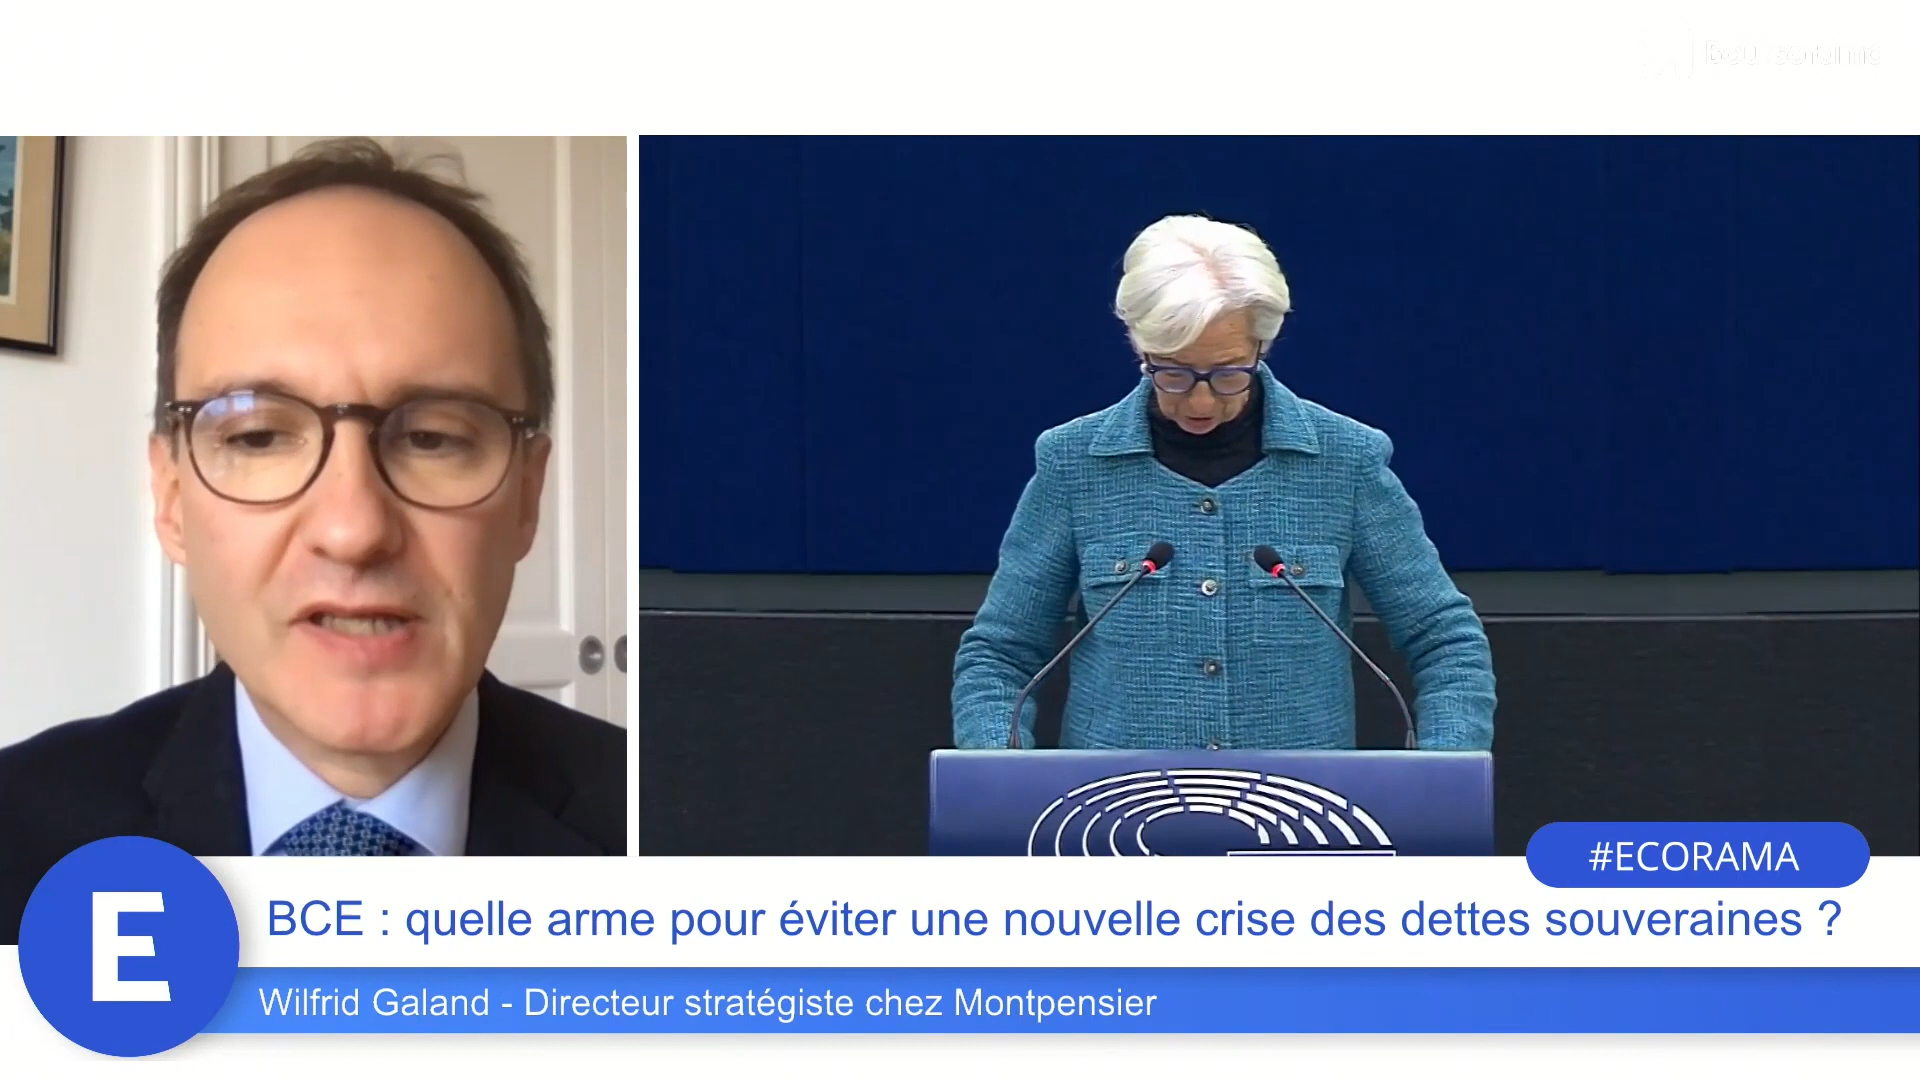 #ECORAMA
E
BCE : quelle arme pour éviter une nouvelle crise des dettes souveraines ?
Wilfrid Galand - Directeur stratégiste chez Montpensier